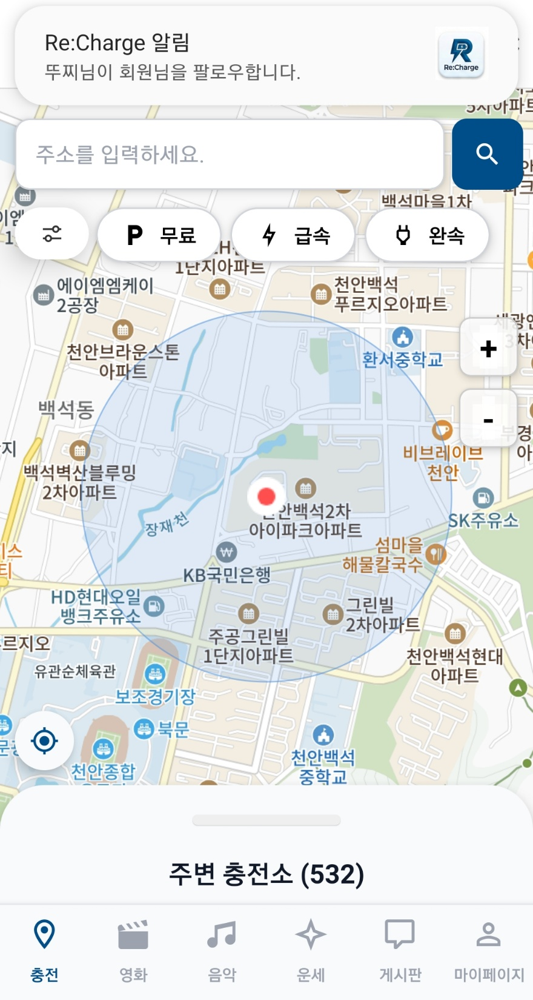 Re:Charge 알림
뚜찌님이 회원님을 팔로우합니다.
Re:Charge
주소를 입력하세요.
백석마을1차
P 무료
급속
완속
1단지아파트
에이엠엠케이
2공장
천안백석
푸르지오아파트
천안브라운스톤
아파트
환서중학교
+
백석동
-
비브레이브
천안
백석벽산블루밍
2차아파트
천안백석2차
아이파크아파트
SK주유소
장재천
섬마을
해물칼국수
KB국민은행
HD현대오일
뱅크주유소
그린빌
2차아파트
주공그린빌
1단지아파트
천안백석현대
아파트
유관순체육관
보조경기장
북문
천안백석
중학교
천안종합
주변 충전소 (532)
충전
영화
음악
운세
게시판
마이페이지